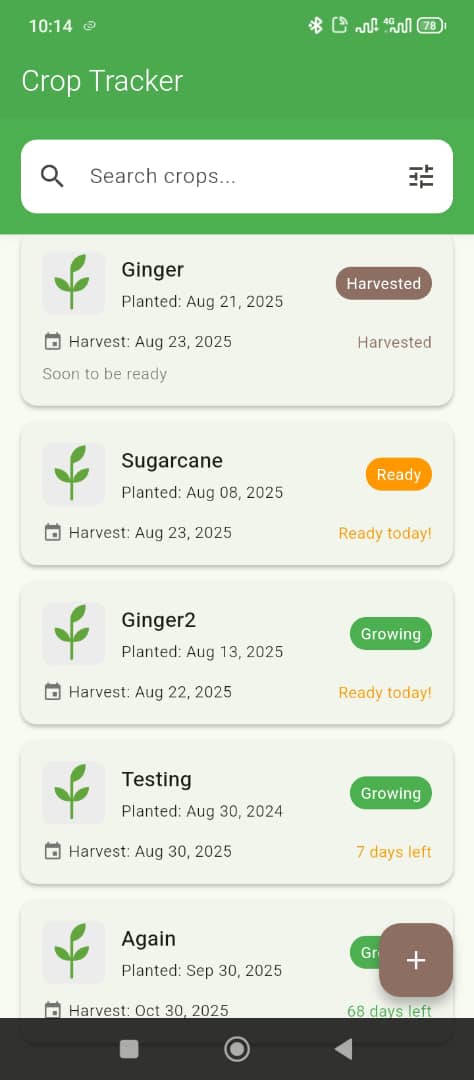 10:14 4G 78
Crop Tracker
Search crops...
Ginger
Harvested
Planted: Aug 21, 2025
Harvest: Aug 23, 2025 Harvested
Soon to be ready
Sugarcane
Ready
Planted: Aug 08, 2025
Harvest: Aug 23, 2025 Ready today!
Ginger2
Growing
Planted: Aug 13, 2025
Harvest: Aug 22, 2025 Ready today!
Testing
Growing
Planted: Aug 30, 2024
Harvest: Aug 30, 2025 7 days left
Again
Planted: Sep 30, 2025
Harvest: Oct 30, 2025 68 days left